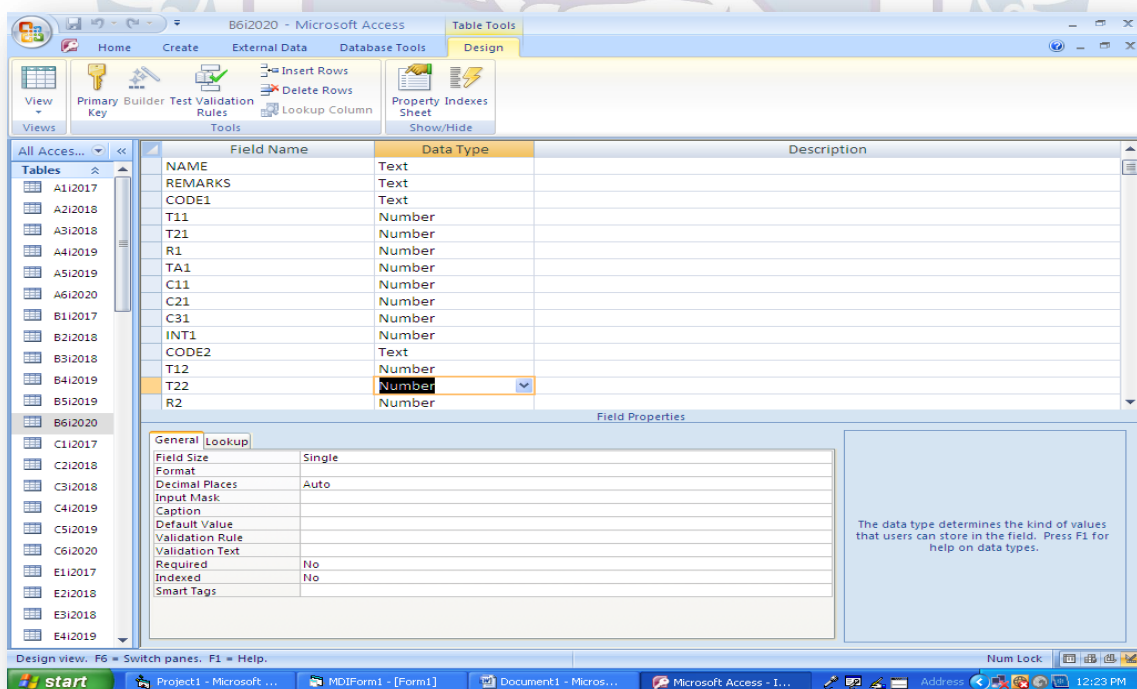 B6i2020 - Microsoft Access Table Tools
Home Create External Data Database Tools Design
View
Primary Key
Builder
Test Validation Rules
Insert Rows
Delete Rows
Lookup Column
Property Sheet
Indexes
Views Tools Show/Hide
All Acces...
Tables
A1i2017
A2i2018
A3i2018
A4i2019
A5i2019
A6i2020
B1i2017
B2i2018
B3i2018
B4i2019
B5i2019
B6i2020
C1i2017
C2i2018
C3i2018
C4i2019
C5i2019
C6i2020
E1i2017
E2i2018
E3i2018
E4i2019
Field Name Data Type Description
NAME Text
REMARKS Text
CODE1 Text
T11 Number
T21 Number
R1 Number
TA1 Number
C11 Number
C21 Number
C31 Number
INT1 Number
CODE2 Text
T12 Number
T22 Number
R2 Number
Field Properties
General Lookup
Field Size Single
Format
Decimal Places Auto
Input Mask
Caption
Default Value
Validation Rule
Validation Text
Required No
Indexed No
Smart Tags
The data type determines the kind of values
that users can store in the field. Press F1 for
help on data types.
Design view. F6 = Switch panes. F1 = Help. Num Lock
start Project1 - Microsoft ... MDIForm1 - [Form1] Document1 - Micros... Microsoft Access - I... Address 12:23 PM